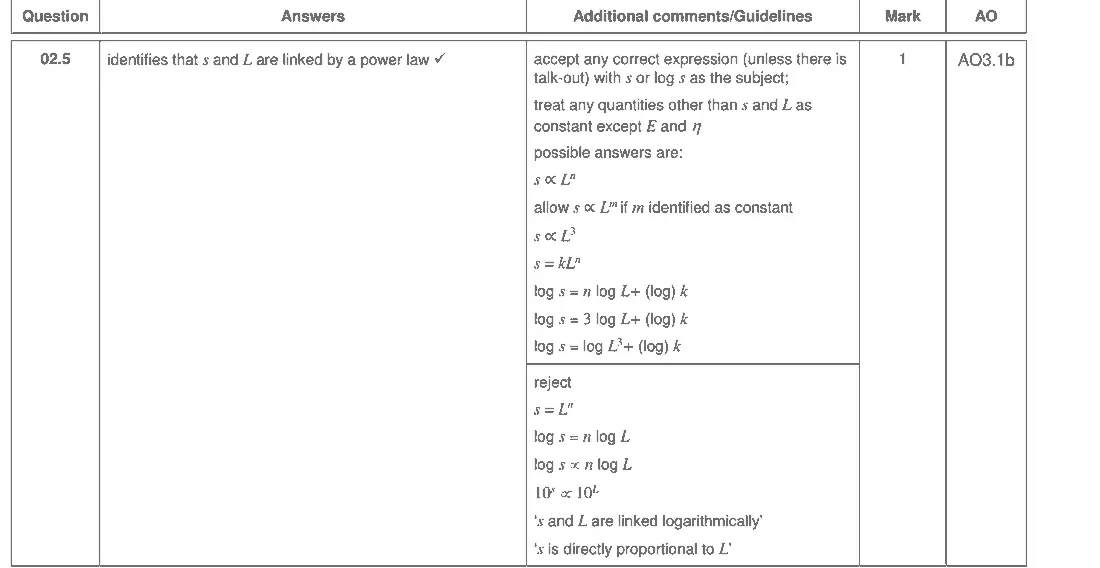 Question Answers Additional comments/Guidelines Mark AO
02.5 identifies that s and L are linked by a power law ✓ accept any correct expression (unless there is 1 AO3.1b
talk-out) with s or log s as the subject;
treat any quantities other than s and L as
constant except E and η
possible answers are:
s ∝ Lⁿ
allow s ∝ Lᵐ if m identified as constant
s ∝ L³
s = kLⁿ
log s = n log L+ (log) k
log s = 3 log L+ (log) k
log s = log L³+ (log) k
reject
s = Lⁿ
log s = n log L
log s ∝ n log L
10ˢ ∝ 10ᴸ
‘s and L are linked logarithmically’
‘s is directly proportional to L’